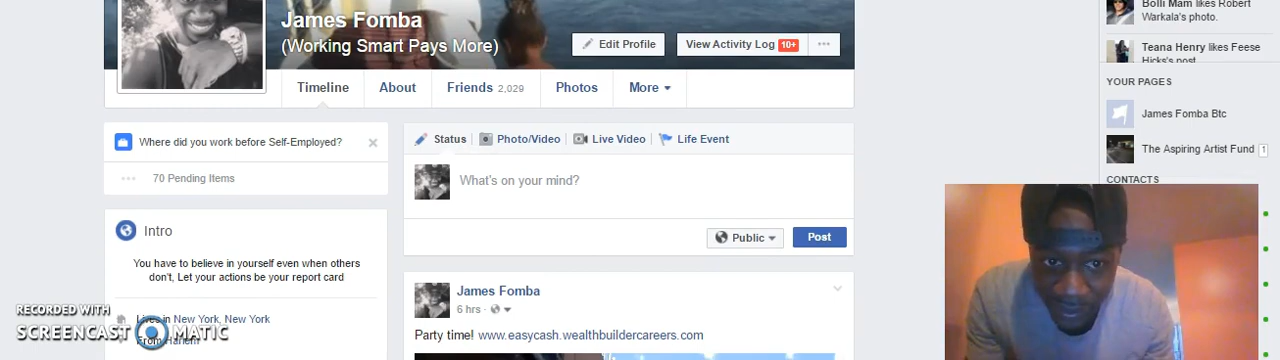 James Fomba
(Working Smart Pays More)
Edit Profile
View Activity Log 10+
Timeline About Friends 2,029 Photos More
Where did you work before Self-Employed?
70 Pending Items
Intro
You have to believe in yourself even when others
don't, Let your actions be your report card
Lives in New York, New York
From Harlem
Status Photo/Video Live Video Life Event
What's on your mind?
Public Post
James Fomba
6 hrs
Party time! www.easycash.wealthbuildercareers.com
Bolli Mam likes Robert
Warkala's photo.
Teana Henry likes Feese
Hicks's post.
YOUR PAGES
James Fomba Btc
The Aspiring Artist Fund 1
CONTACTS
RECORDED WITH
SCREENCAST MATIC